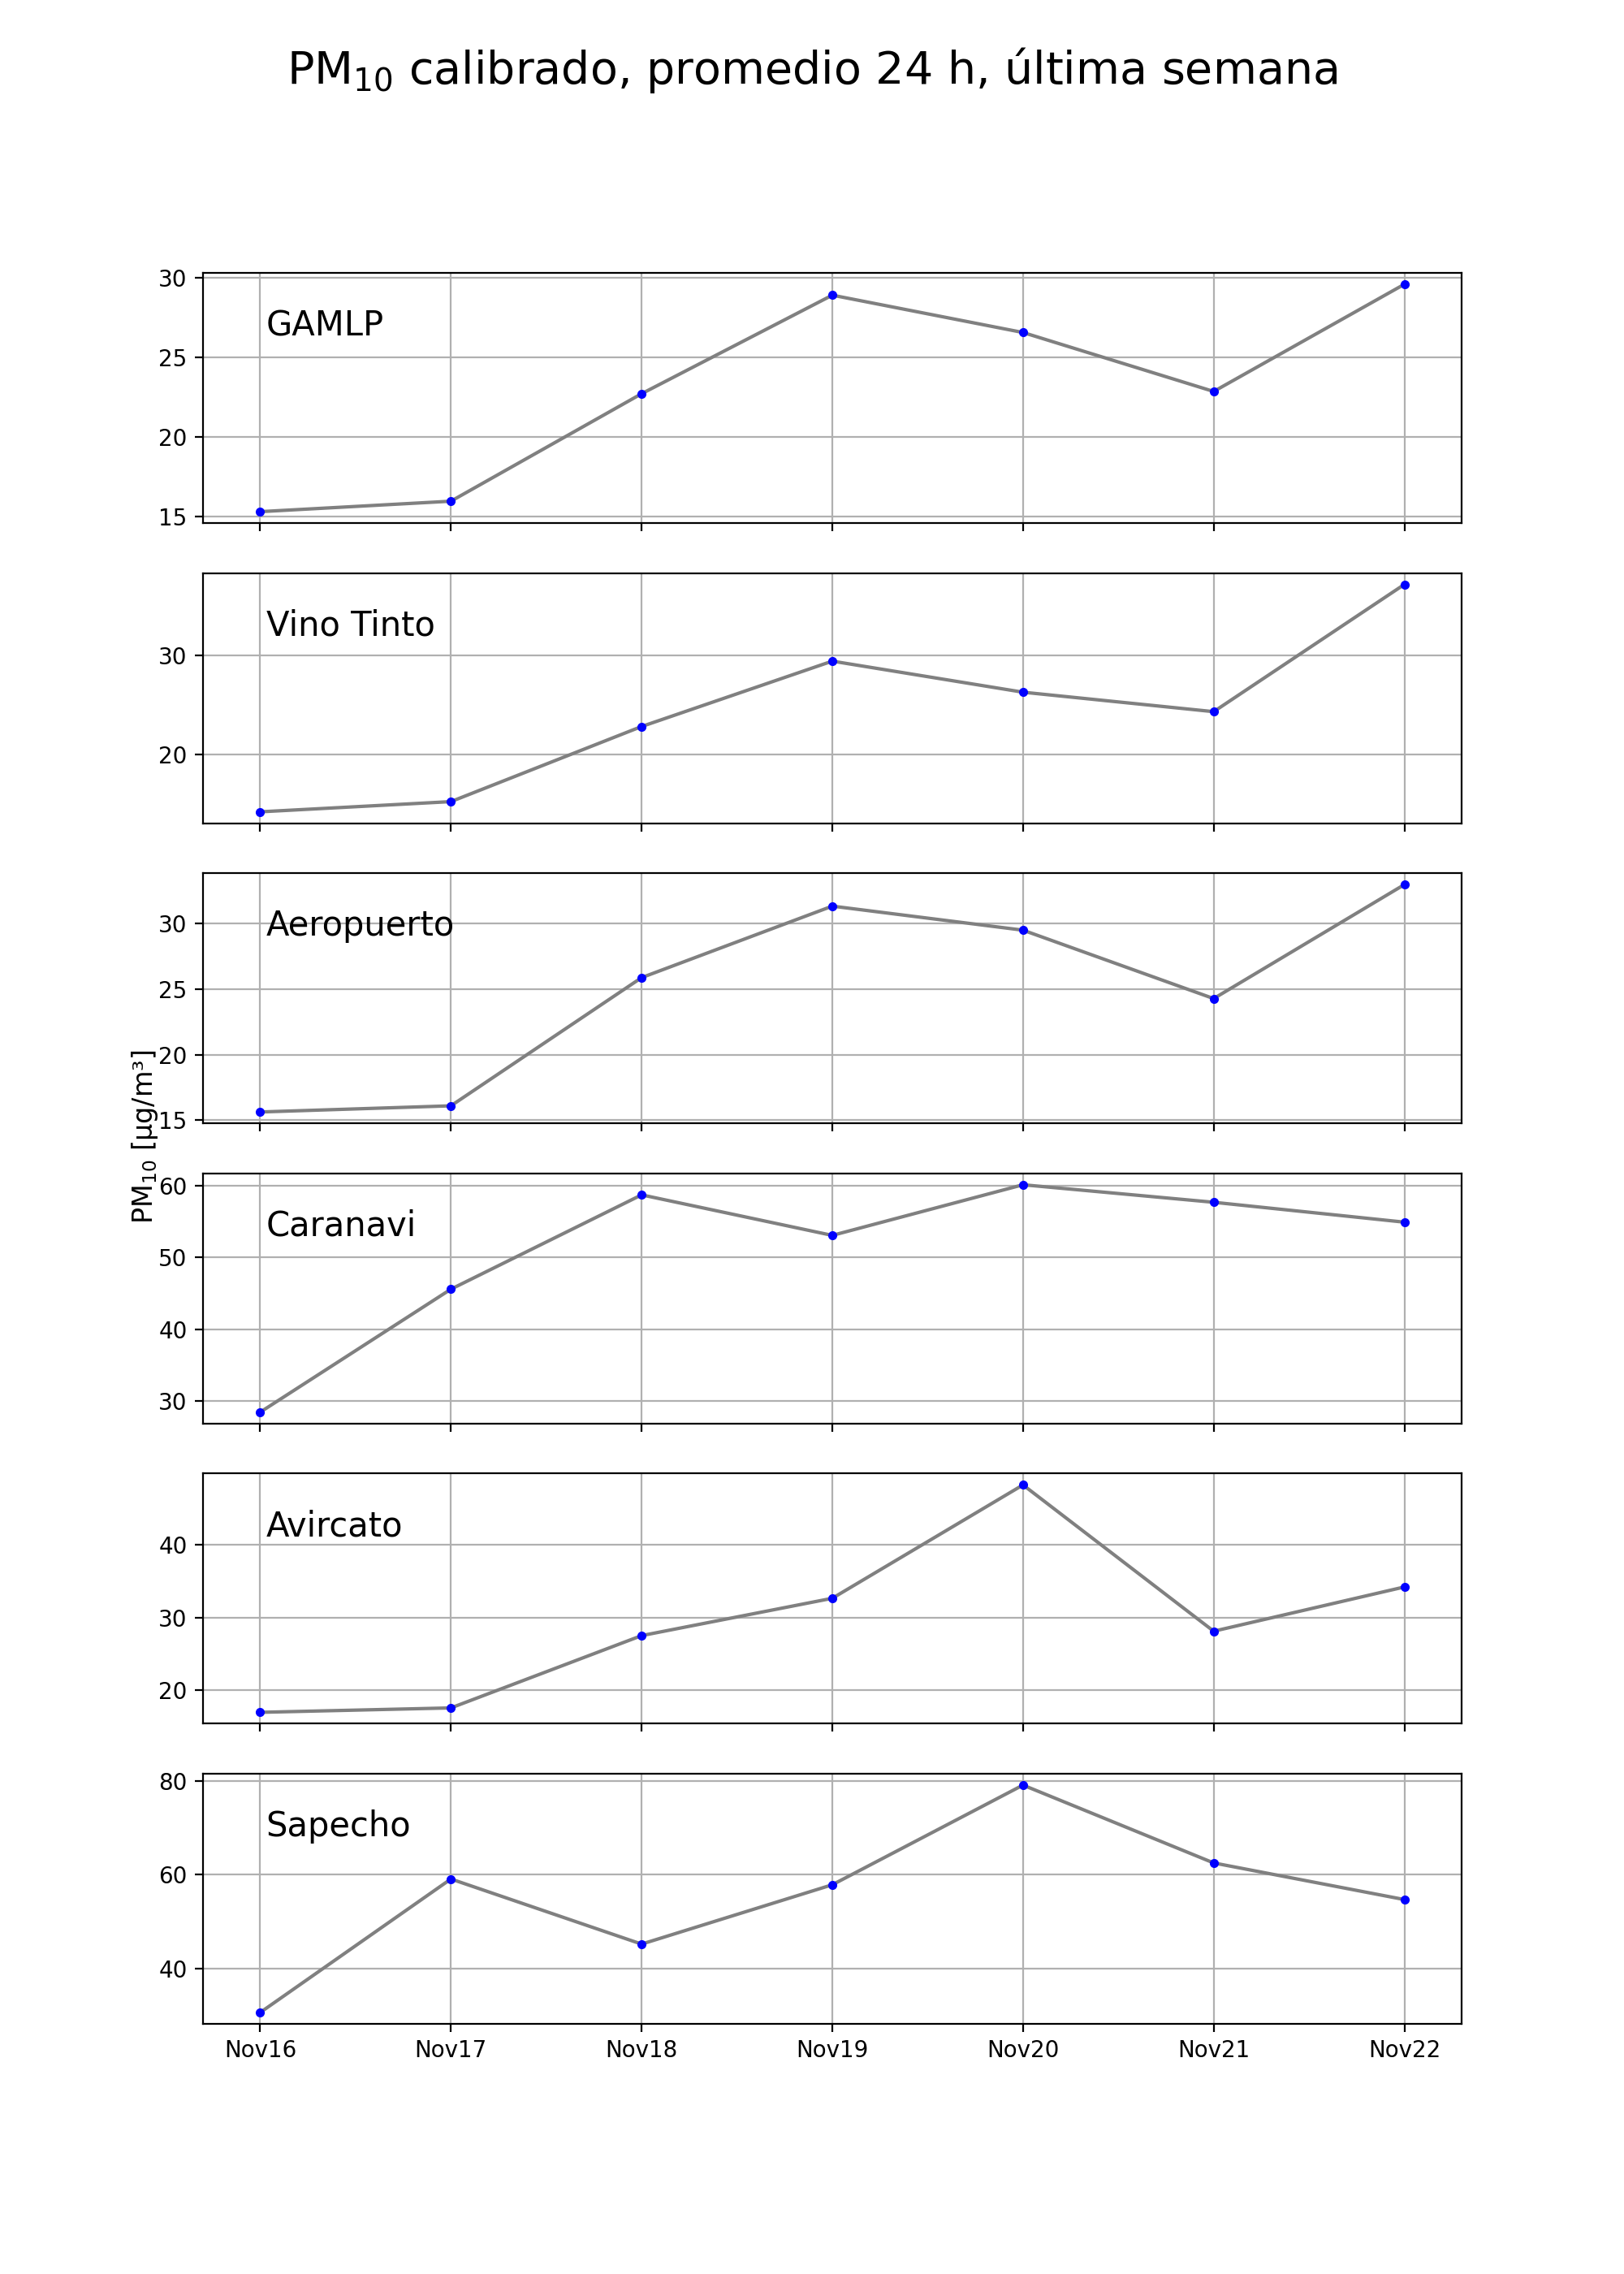 PM₁₀ calibrado, promedio 24 h, última semana
30
GAMLP
25
20
15
Vino Tinto
30
20
Aeropuerto
30
25
20
15
PM₁₀ [µg/m³]
60
Caranavi
50
40
30
Avircato
40
30
20
80
Sapecho
60
40
Nov16 Nov17 Nov18 Nov19 Nov20 Nov21 Nov22